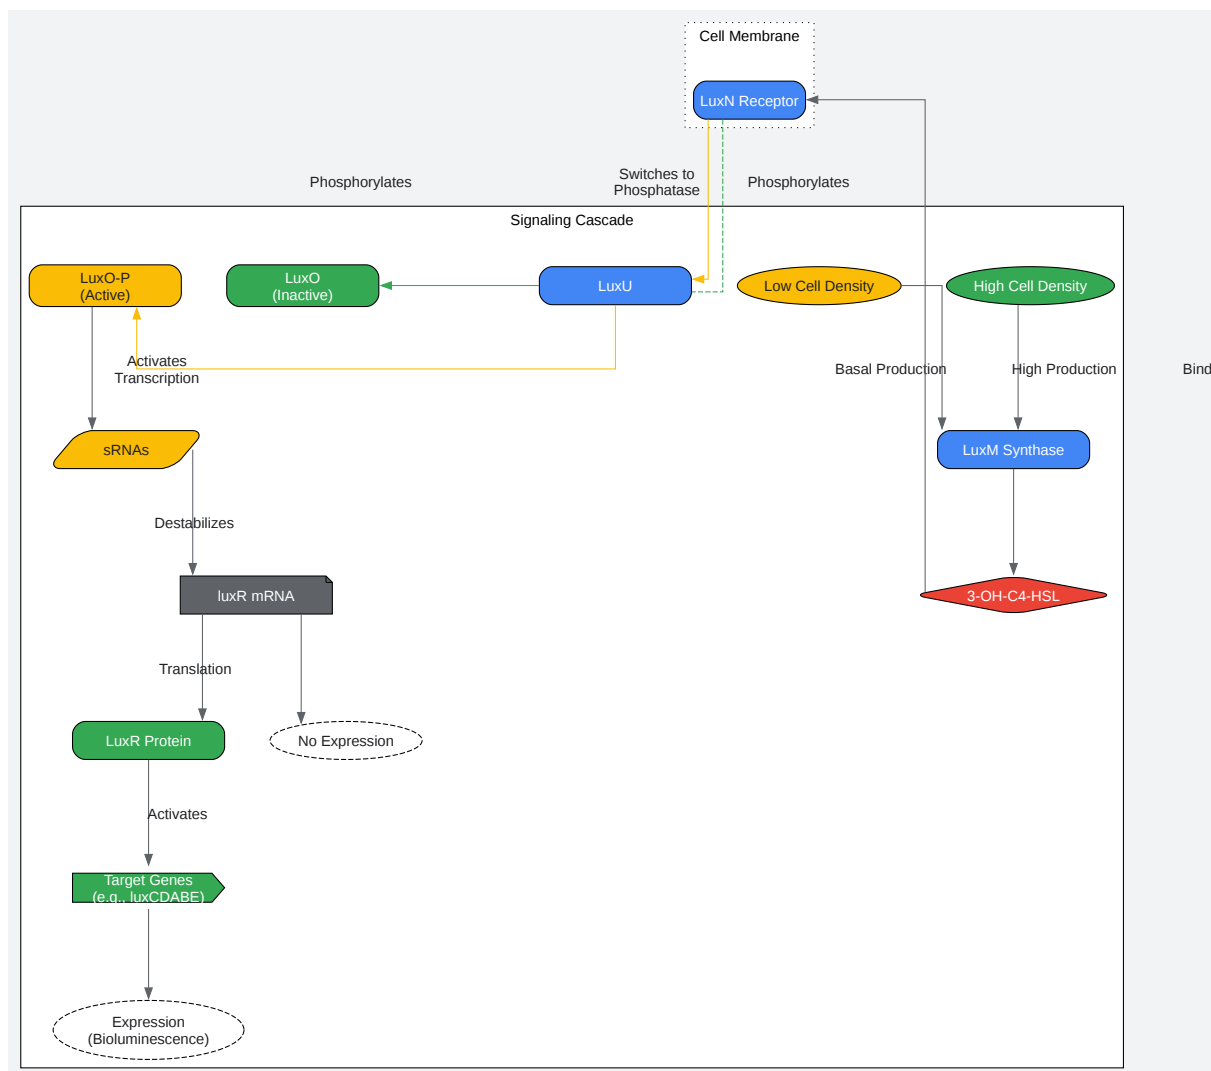 Cell Membrane
LuxN Receptor
Phosphorylates
Switches to
Phosphatase
Phosphorylates
Signaling Cascade
LuxO-P
(Active)
LuxO
(Inactive)
LuxU
Low Cell Density
High Cell Density
Activates
Transcription
Basal Production
High Production
Bind
sRNAs
LuxM Synthase
Destabilizes
luxR mRNA
3-OH-C4-HSL
Translation
LuxR Protein
No Expression
Activates
Target Genes
(e.g., luxCDABE)
Expression
(Bioluminescence)